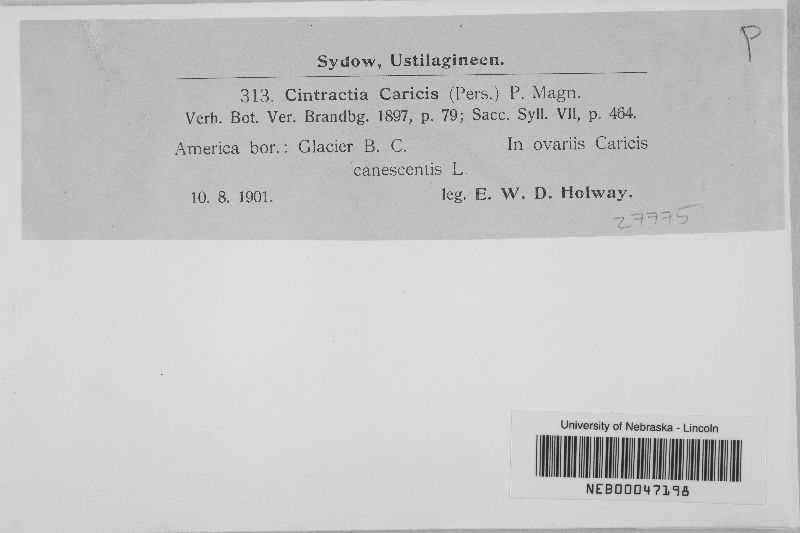 P
Sydow, Ustilagineen.
313. Cintractia Caricis (Pers.) P. Magn.
Verh. Bot. Ver. Brandbg. 1897, p. 79; Sacc. Syll. VII, p. 464.
America bor.: Glacier B. C. In ovariis Caricis
canescentis L.
10. 8. 1901. leg. E. W. D. Holway.
27775
University of Nebraska - Lincoln
NEB00047198